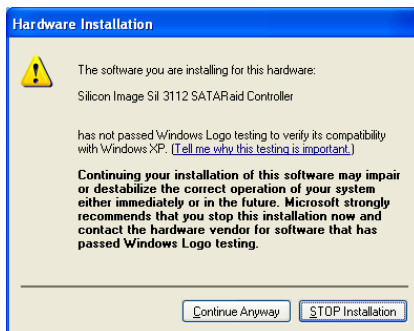 Hardware Installation
The software you are installing for this hardware:
Silicon Image SiI 3112 SATARaid Controller
has not passed Windows Logo testing to verify its compatibility
with Windows XP. (Tell me why this testing is important.)
Continuing your installation of this software may impair
or destabilize the correct operation of your system
either immediately or in the future. Microsoft strongly
recommends that you stop this installation now and
contact the hardware vendor for software that has
passed Windows Logo testing.
Continue Anyway
STOP Installation